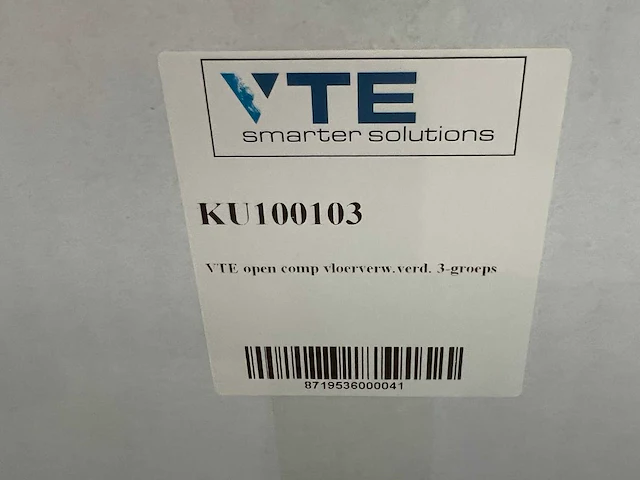 VTE
smarter solutions
KU100103
VTE open comp vloerverw.verd. 3-groeps
8719536000041